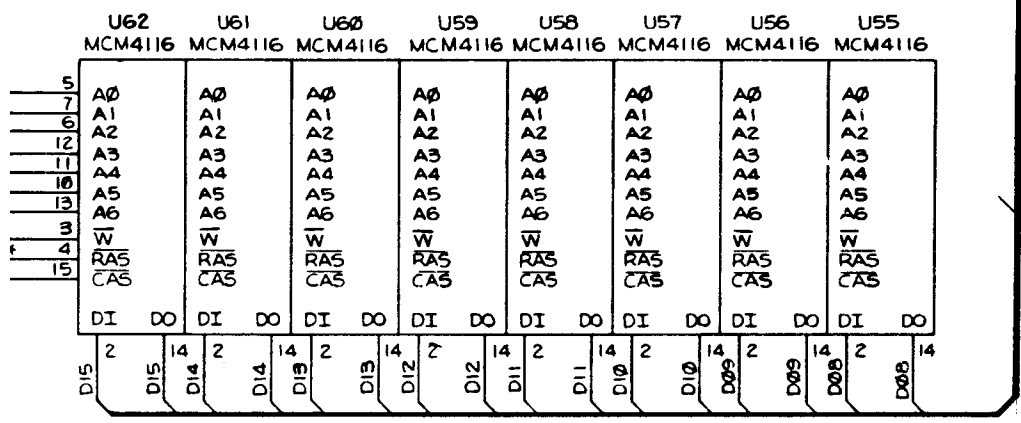 U62 U61 U60 U59 U58 U57 U56 U55
MCM4116 MCM4116 MCM4116 MCM4116 MCM4116 MCM4116 MCM4116 MCM4116
5 A0 A0 A0 A0 A0 A0 A0 A0
7 A1 A1 A1 A1 A1 A1 A1 A1
6 A2 A2 A2 A2 A2 A2 A2 A2
12 A3 A3 A3 A3 A3 A3 A3 A3
11 A4 A4 A4 A4 A4 A4 A4 A4
10 A5 A5 A5 A5 A5 A5 A5 A5
13 A6 A6 A6 A6 A6 A6 A6 A6
3 W W W W W W W W
4 RAS RAS RAS RAS RAS RAS RAS RAS
15 CAS CAS CAS CAS CAS CAS CAS CAS
DI DO DI DO DI DO DI DO DI DO DI DO DI DO DI DO
2 14 2 14 2 14 2 14 2 14 2 14 2 14 2 14
D15 D15 D14 D14 D13 D13 D12 D12 D11 D11 D10 D10 D09 D09 D08 D08